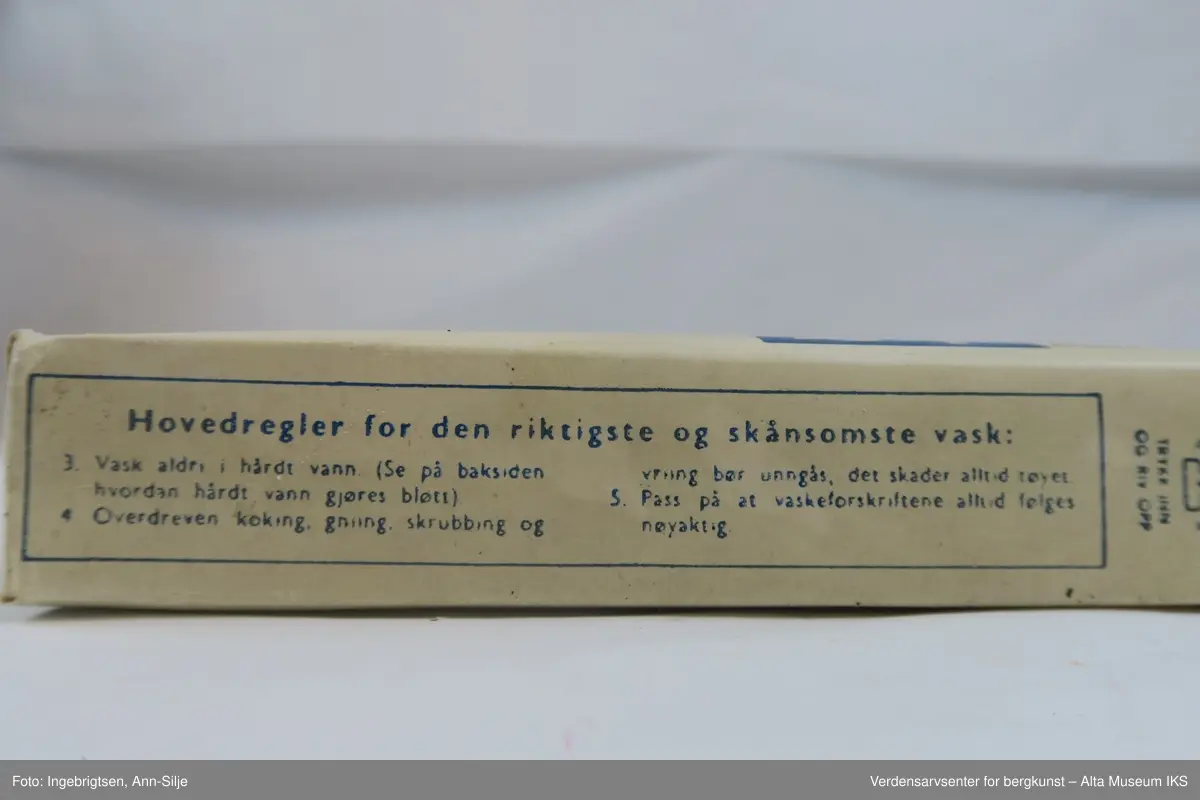 Hovedregler for den riktigste og skånsomste vask:
3. Vask aldri i hårdt vann. (Se på baksiden
hvordan hårdt vann gjøres bløtt)
4 Overdreven koking, gniing, skrubbing og
vriing bør unngås, det skader alltid tøyet.
5. Pass på at vaskeforskriftene alltid følges
nøyaktig.
TRYKK INN
OG RIV OPP
Foto: Ingebrigtsen, Ann-Silje
Verdensarvsenter for bergkunst – Alta Museum IKS